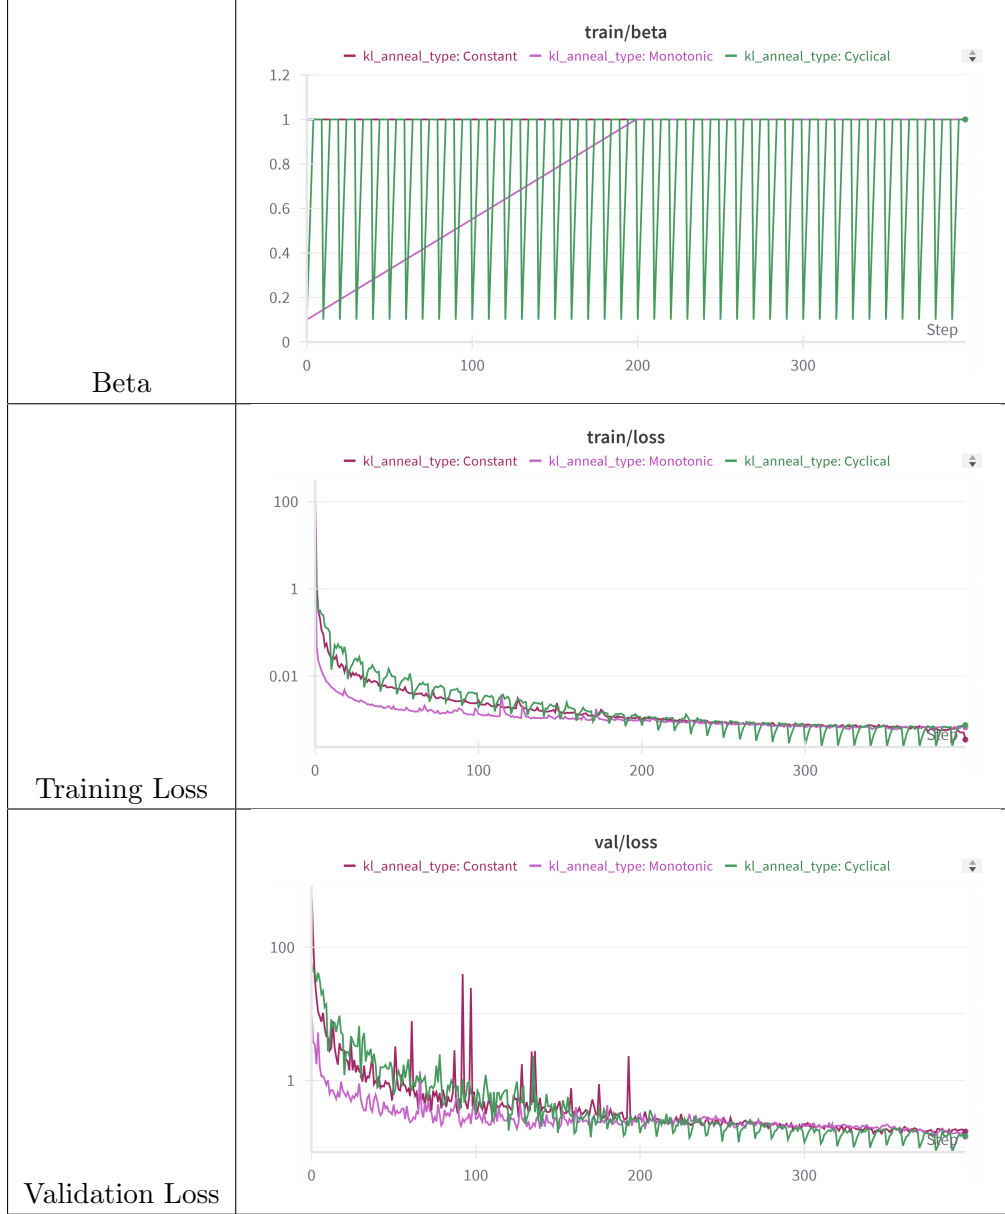 train/beta
kl_anneal_type: Constant kl_anneal_type: Monotonic kl_anneal_type: Cyclical
1.2
1
0.8
0.6
0.4
0.2
0
Step
0 100 200 300
Beta
train/loss
kl_anneal_type: Constant kl_anneal_type: Monotonic kl_anneal_type: Cyclical
100
1
0.01
Step
0 100 200 300
Training Loss
val/loss
kl_anneal_type: Constant kl_anneal_type: Monotonic kl_anneal_type: Cyclical
100
1
Step
0 100 200 300
Validation Loss